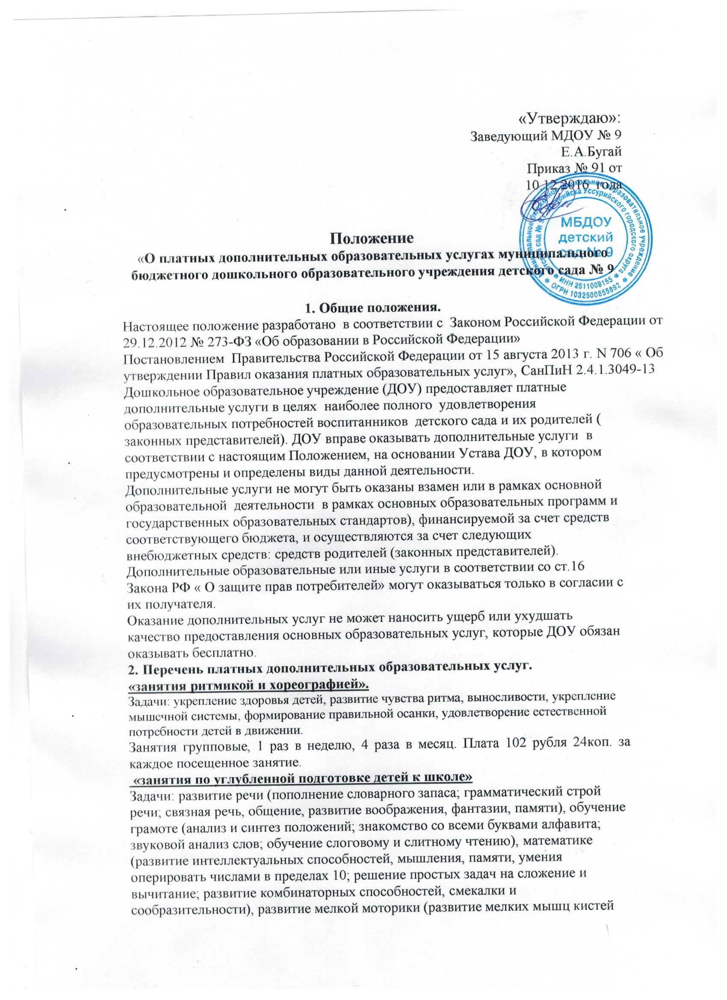 «Утверждаю»:
Заведующий МДОУ № 9
Е.А.Бугай
Приказ № 91 от
10.12.2016 года
МБДОУ
детский
сад № 9
муниципальное бюджетное дошкольное образовательное учреждение
детский сад № 9 г. Уссурийска Уссурийского городского округа
* ИНН 2511008155 *
* ОГРН 1032500855892 *
Положение
«О платных дополнительных образовательных услугах муниципального
бюджетного дошкольного образовательного учреждения детского сада № 9
1. Общие положения.
Настоящее положение разработано в соответствии с Законом Российской Федерации от
29.12.2012 № 273-ФЗ «Об образовании в Российской Федерации»
Постановлением Правительства Российской Федерации от 15 августа 2013 г. N 706 « Об
утверждении Правил оказания платных образовательных услуг», СанПиН 2.4.1.3049-13
Дошкольное образовательное учреждение (ДОУ) предоставляет платные
дополнительные услуги в целях наиболее полного удовлетворения
образовательных потребностей воспитанников детского сада и их родителей (
законных представителей). ДОУ вправе оказывать дополнительные услуги в
соответствии с настоящим Положением, на основании Устава ДОУ, в котором
предусмотрены и определены виды данной деятельности.
Дополнительные услуги не могут быть оказаны взамен или в рамках основной
образовательной деятельности в рамках основных образовательных программ и
государственных образовательных стандартов), финансируемой за счет средств
соответствующего бюджета, и осуществляются за счет следующих
внебюджетных средств: средств родителей (законных представителей).
Дополнительные образовательные или иные услуги в соответствии со ст.16
Закона РФ « О защите прав потребителей» могут оказываться только в согласии с
их получателя.
Оказание дополнительных услуг не может наносить ущерб или ухудшать
качество предоставления основных образовательных услуг, которые ДОУ обязан
оказывать бесплатно.
2. Перечень платных дополнительных образовательных услуг.
«занятия ритмикой и хореографией».
Задачи: укрепление здоровья детей, развитие чувства ритма, выносливости, укрепление
мышечной системы, формирование правильной осанки, удовлетворение естественной
потребности детей в движении.
Занятия групповые, 1 раз в неделю, 4 раза в месяц. Плата 102 рубля 24коп. за
каждое посещенное занятие.
«занятия по углубленной подготовке детей к школе»
Задачи: развитие речи (пополнение словарного запаса; грамматический строй
речи; связная речь, общение, развитие воображения, фантазии, памяти), обучение
грамоте (анализ и синтез положений; знакомство со всеми буквами алфавита;
звуковой анализ слов; обучение слоговому и слитному чтению), математике
(развитие интеллектуальных способностей, мышления, памяти, умения
оперировать числами в пределах 10; решение простых задач на сложение и
вычитание; развитие комбинаторных способностей, смекалки и
сообразительности), развитие мелкой моторики (развитие мелких мышц кистей